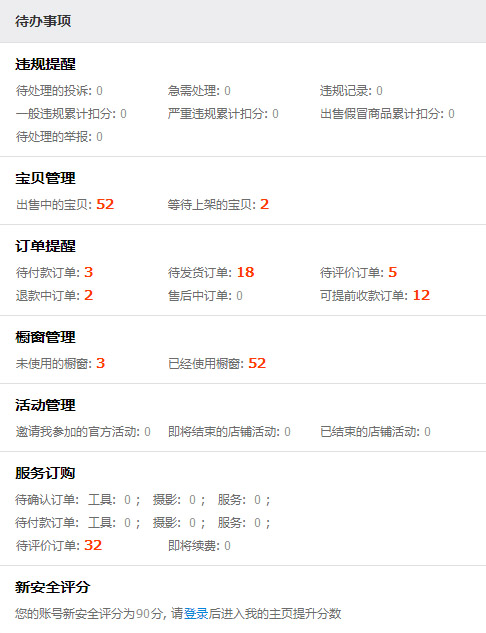 待办事项
违规提醒
待处理的投诉: 0 急需处理: 0 违规记录: 0
一般违规累计扣分: 0 严重违规累计扣分: 0 出售假冒商品累计扣分: 0
待处理的举报: 0
宝贝管理
出售中的宝贝: 52 等待上架的宝贝: 2
订单提醒
待付款订单: 3 待发货订单: 18 待评价订单: 5
退款中订单: 2 售后中订单: 0 可提前收款订单: 12
橱窗管理
未使用的橱窗: 3 已经使用橱窗: 52
活动管理
邀请我参加的官方活动: 0 即将结束的店铺活动: 0 已结束的店铺活动: 0
服务订购
待确认订单: 工具: 0 ; 摄影: 0 ; 服务: 0 ;
待付款订单: 工具: 0 ; 摄影: 0 ; 服务: 0 ;
待评价订单: 32 即将续费: 0
新安全评分
您的账号新安全评分为90分, 请登录后进入我的主页提升分数